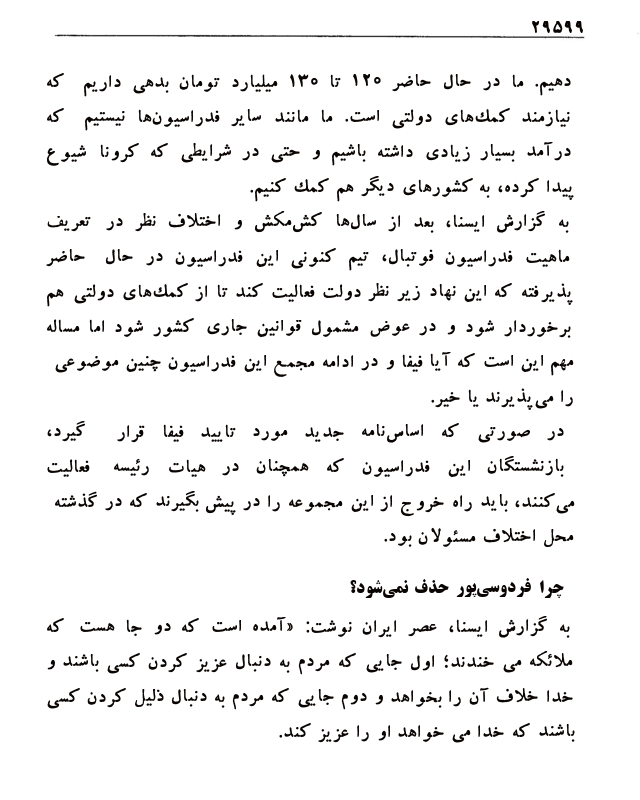 ۲۹۵۹۹
دهیم. ما در حال حاضر ۱۲۰ تا ۱۳۰ میلیارد تومان بدهی داریم که
نیازمند کمك‌های دولتی است. ما مانند سایر فدراسیون‌ها نیستیم که
درآمد بسیار زیادی داشته باشیم و حتی در شرایطی که کرونا شیوع
پیدا کرده، به کشورهای دیگر هم کمك کنیم.
به گزارش ایسنا، بعد از سال‌ها کش‌مکش و اختلاف نظر در تعریف
ماهیت فدراسیون فوتبال، تیم کنونی این فدراسیون در حال حاضر
پذیرفته که این نهاد زیر نظر دولت فعالیت کند تا از کمك‌های دولتی هم
برخوردار شود و در عوض مشمول قوانین جاری کشور شود اما مساله
مهم این است که آیا فیفا و در ادامه مجمع این فدراسیون چنین موضوعی
را می‌پذیرند یا خیر.
در صورتی که اساس‌نامه جدید مورد تایید فیفا قرار گیرد،
بازنشستگان این فدراسیون که همچنان در هیات رئیسه فعالیت
می‌کنند، باید راه خروج از این مجموعه را در پیش بگیرند که در گذشته
محل اختلاف مسئولان بود.
چرا فردوسی‌پور حذف نمی‌شود؟
به گزارش ایسنا، عصر ایران نوشت: «آمده است که دو جا هست که
ملائکه می خندند؛ اول جایی که مردم به دنبال عزیز کردن کسی باشند و
خدا خلاف آن را بخواهد و دوم جایی که مردم به دنبال ذلیل کردن کسی
باشند که خدا می خواهد او را عزیز کند.